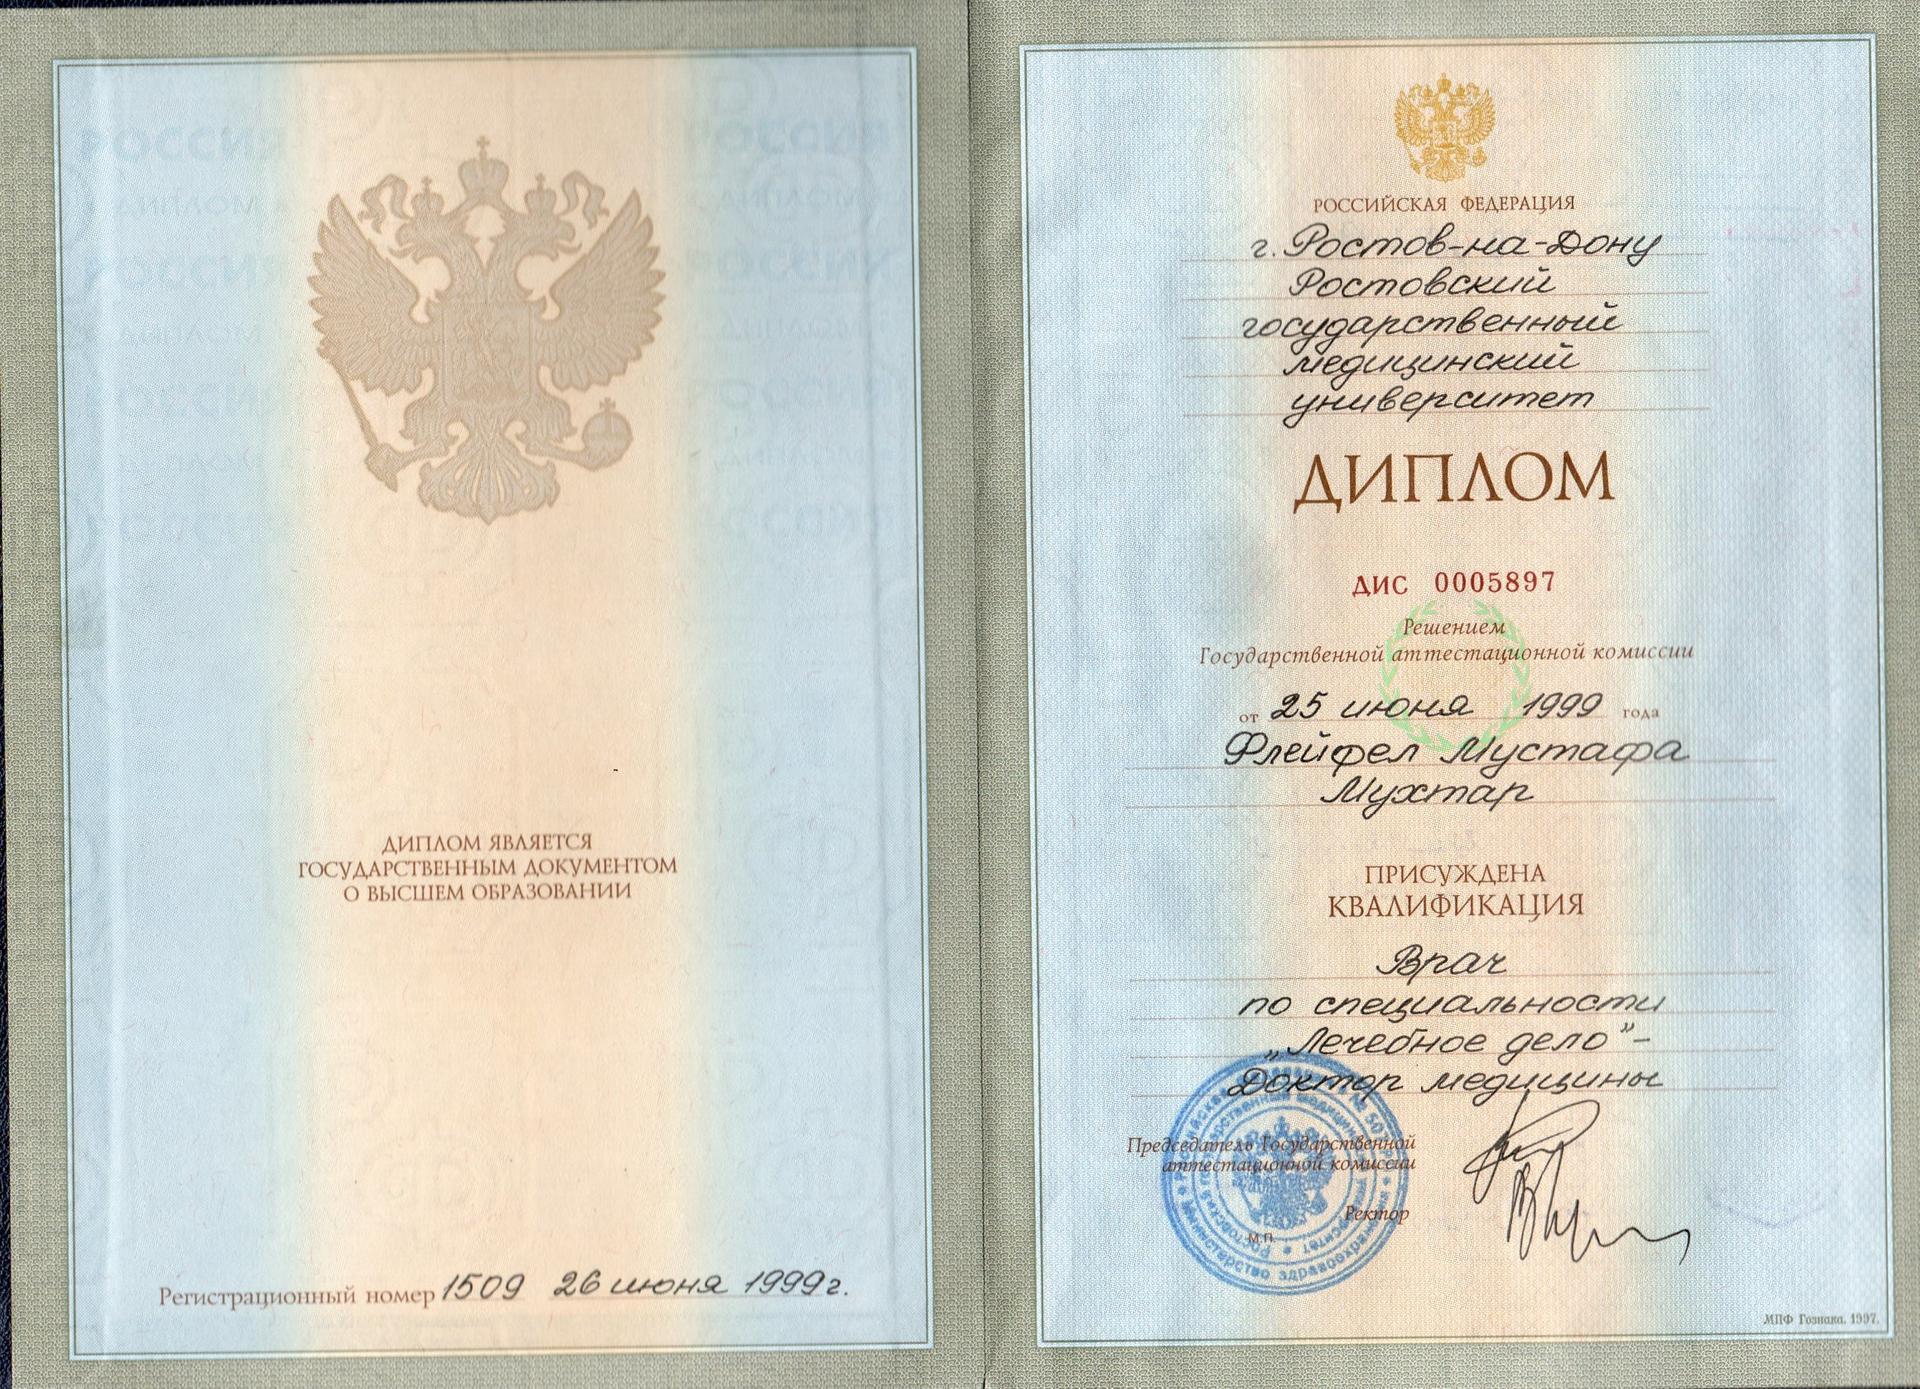 ДИПЛОМ ЯВЛЯЕТСЯ
ГОСУДАРСТВЕННЫМ ДОКУМЕНТОМ
О ВЫСШЕМ ОБРАЗОВАНИИ
Регистрационный номер 1509 26 июня 1999г.
РОССИЙСКАЯ ФЕДЕРАЦИЯ
г. Ростов-на-Дону
Ростовский
государственный
медицинский
университет
ДИПЛОМ
ДИС 0005897
Решением
Государственной аттестационной комиссии
от 25 июня 1999 года
Флейфел Мустафа
Мухтар
ПРИСУЖДЕНА
КВАЛИФИКАЦИЯ
Врач
по специальности
„Лечебное дело"-
Доктор медицины
Председатель Государственной
аттестационной комиссии
Ректор
М.П.
МПФ Гознака. 1997.